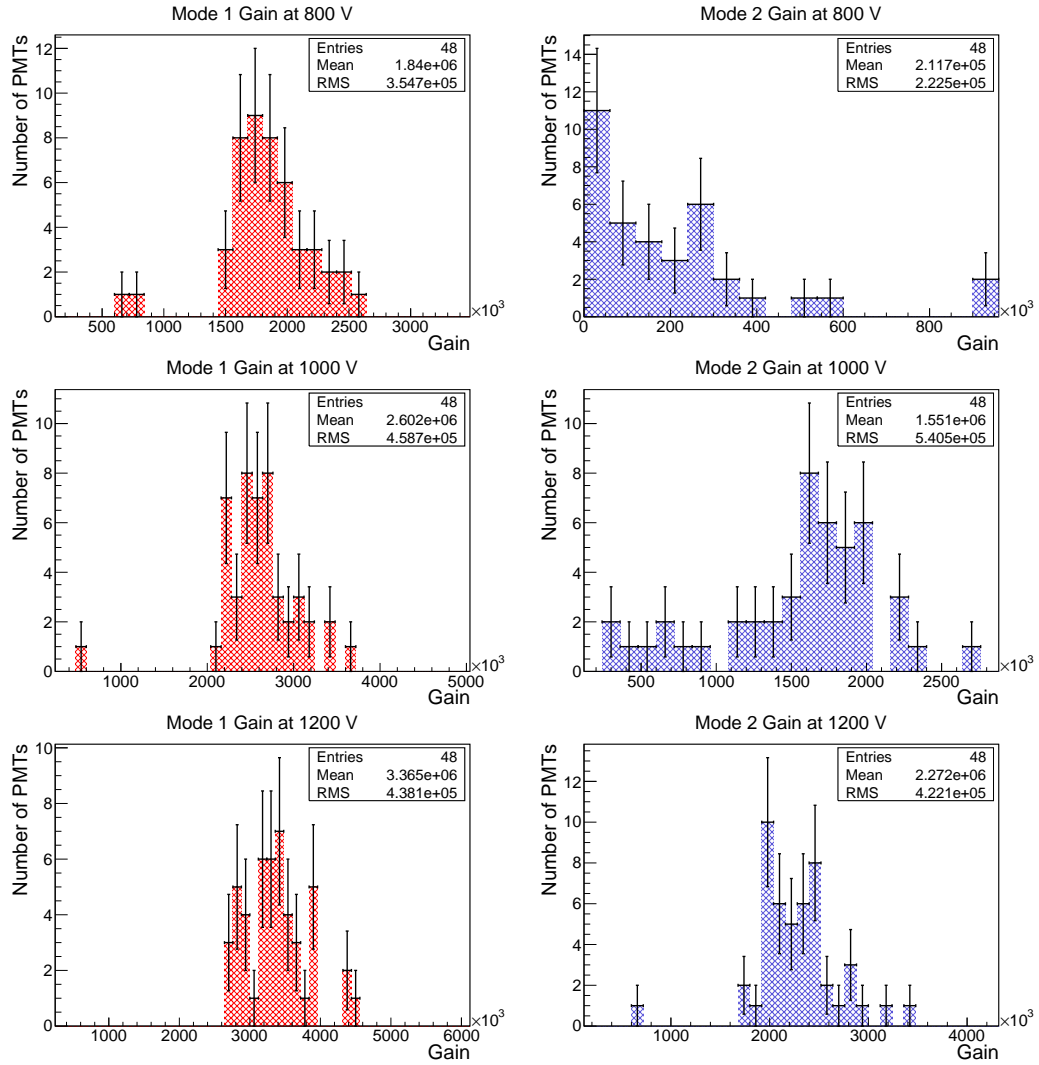 Mode 1 Gain at 800 V
Number of PMTs
Entries 48
Mean 1.84e+06
RMS 3.547e+05
12
10
8
6
4
2
0
500 1000 1500 2000 2500 3000 ×10³
Gain
Mode 2 Gain at 800 V
Number of PMTs
Entries 48
Mean 2.117e+05
RMS 2.225e+05
14
12
10
8
6
4
2
0
0 200 400 600 800 ×10³
Gain
Mode 1 Gain at 1000 V
Number of PMTs
Entries 48
Mean 2.602e+06
RMS 4.587e+05
10
8
6
4
2
0
1000 2000 3000 4000 5000 ×10³
Gain
Mode 2 Gain at 1000 V
Number of PMTs
Entries 48
Mean 1.551e+06
RMS 5.405e+05
10
8
6
4
2
0
500 1000 1500 2000 2500 ×10³
Gain
Mode 1 Gain at 1200 V
Number of PMTs
Entries 48
Mean 3.365e+06
RMS 4.381e+05
10
8
6
4
2
0
1000 2000 3000 4000 5000 6000 ×10³
Gain
Mode 2 Gain at 1200 V
Number of PMTs
Entries 48
Mean 2.272e+06
RMS 4.221e+05
12
10
8
6
4
2
0
1000 2000 3000 4000 ×10³
Gain